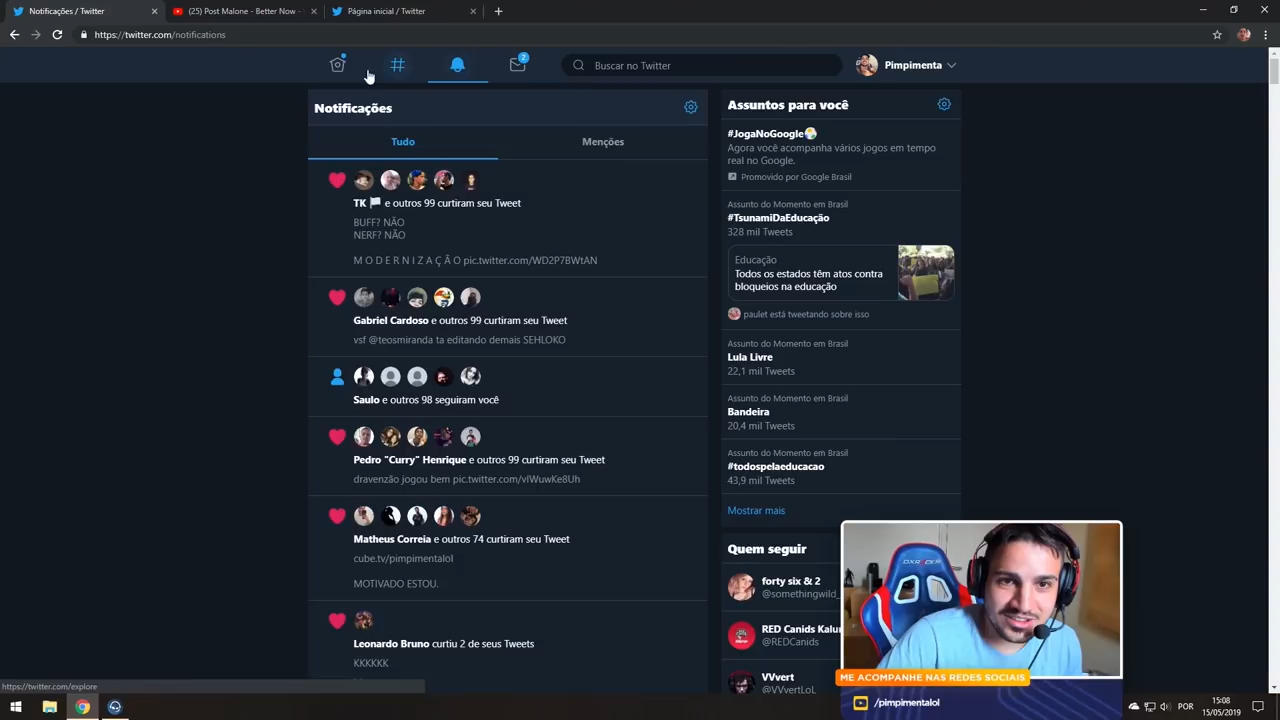 Notificações / Twitter
(25) Post Malone - Better Now -
Página inicial / Twitter
https://twitter.com/notifications
2
Buscar no Twitter
Pimpimenta
Notificações
Tudo
Menções
TK e outros 99 curtiram seu Tweet
BUFF? NÃO
NERF? NÃO
M O D E R N I Z A Ç Ã O pic.twitter.com/WD2P7BWtAN
Gabriel Cardoso e outros 99 curtiram seu Tweet
vsf @teosmiranda ta editando demais SEHLOKO
Saulo e outros 98 seguiram você
Pedro "Curry" Henrique e outros 99 curtiram seu Tweet
dravenzão jogou bem pic.twitter.com/vIWuwKe8Uh
Matheus Correia e outros 74 curtiram seu Tweet
cube.tv/pimpimentalol
MOTIVADO ESTOU.
Leonardo Bruno curtiu 2 de seus Tweets
KKKKKK
Assuntos para você
#JogaNoGoogle
Agora você acompanha vários jogos em tempo
real no Google.
Promovido por Google Brasil
Assunto do Momento em Brasil
#TsunamiDaEducação
328 mil Tweets
Educação
Todos os estados têm atos contra
bloqueios na educação
paulet está tweetando sobre isso
Assunto do Momento em Brasil
Lula Livre
22,1 mil Tweets
Assunto do Momento em Brasil
Bandeira
20,4 mil Tweets
Assunto do Momento em Brasil
#todospelaeducacao
43,9 mil Tweets
Mostrar mais
Quem seguir
forty six & 2
@somethingwild_
RED Canids Kalu
@REDCanids
VVvert
@VVvertLoL
DXRACER
ME ACOMPANHE NAS REDES SOCIAIS
/pimpimentalol
https://twitter.com/explore
POR
15:08
15/05/2019